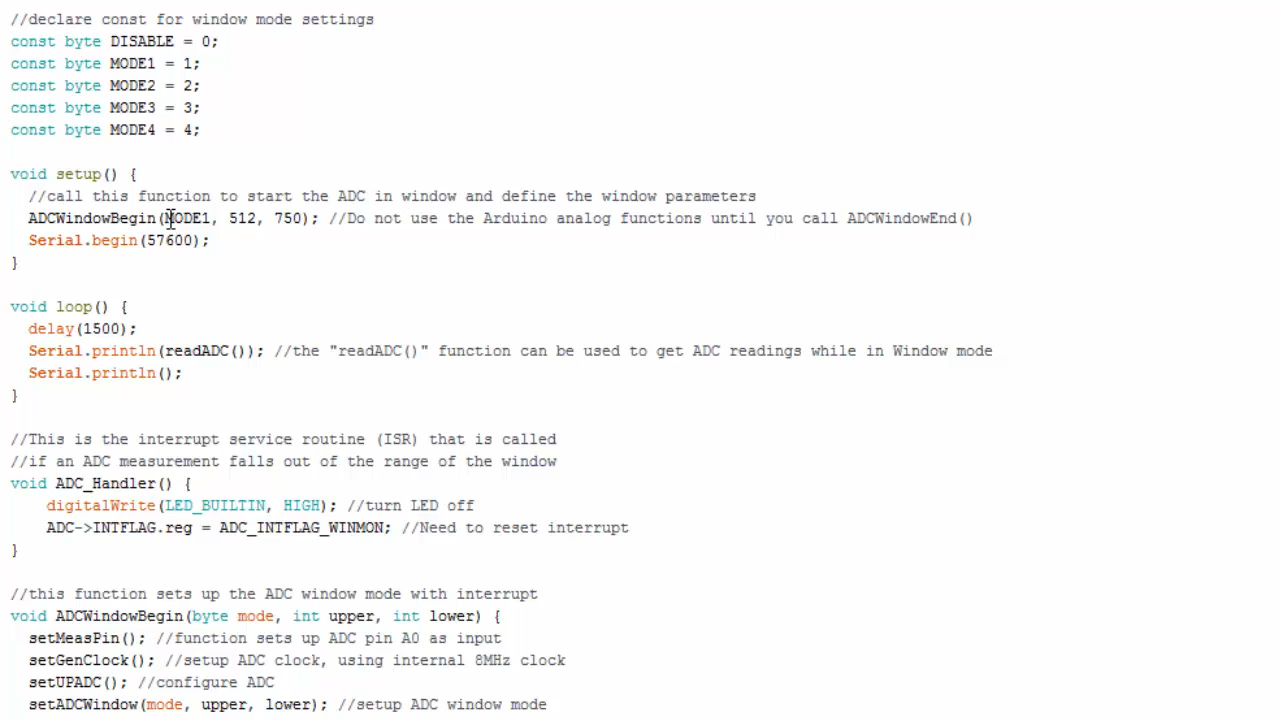 //declare const for window mode settings
const byte DISABLE = 0;
const byte MODE1 = 1;
const byte MODE2 = 2;
const byte MODE3 = 3;
const byte MODE4 = 4;
void setup() {
//call this function to start the ADC in window and define the window parameters
ADCWindowBegin(MODE1, 512, 750); //Do not use the Arduino analog functions until you call ADCWindowEnd()
Serial.begin(57600);
}
void loop() {
delay(1500);
Serial.println(readADC()); //the "readADC()" function can be used to get ADC readings while in Window mode
Serial.println();
}
//This is the interrupt service routine (ISR) that is called
//if an ADC measurement falls out of the range of the window
void ADC_Handler() {
digitalWrite(LED_BUILTIN, HIGH); //turn LED off
ADC->INTFLAG.reg = ADC_INTFLAG_WINMON; //Need to reset interrupt
}
//this function sets up the ADC window mode with interrupt
void ADCWindowBegin(byte mode, int upper, int lower) {
setMeasPin(); //function sets up ADC pin A0 as input
setGenClock(); //setup ADC clock, using internal 8MHz clock
setUPADC(); //configure ADC
setADCWindow(mode, upper, lower); //setup ADC window mode